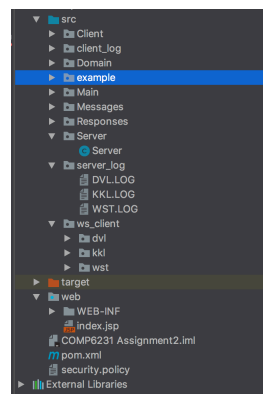 src
Client
client_log
Domain
example
Main
Messages
Responses
Server
Server
server_log
DVL.LOG
KKL.LOG
WST.LOG
ws_client
dvl
kkl
wst
target
web
WEB-INF
index.jsp
COMP6231 Assignment2.iml
pom.xml
security.policy
External Libraries